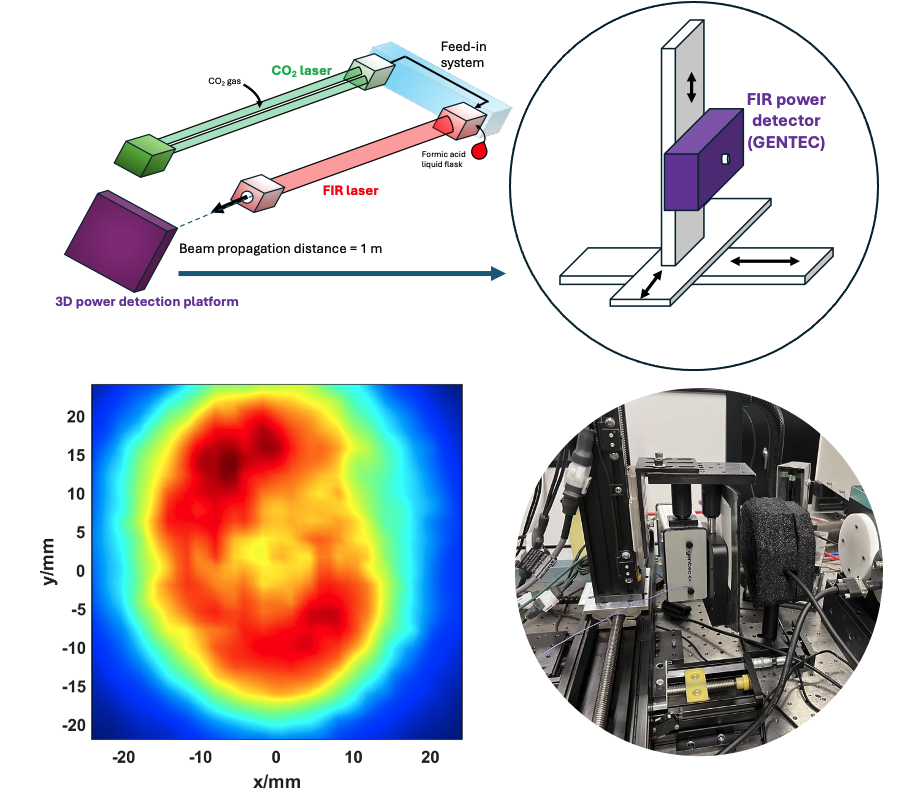 Feed-in
system
CO₂ laser
CO₂ gas
Formic acid
liquid flask
FIR laser
Beam propagation distance = 1 m
3D power detection platform
FIR power
detector
(GENTEC)
20
15
10
5
0
-5
-10
-15
-20
y/mm
-20
-10
0
10
20
x/mm